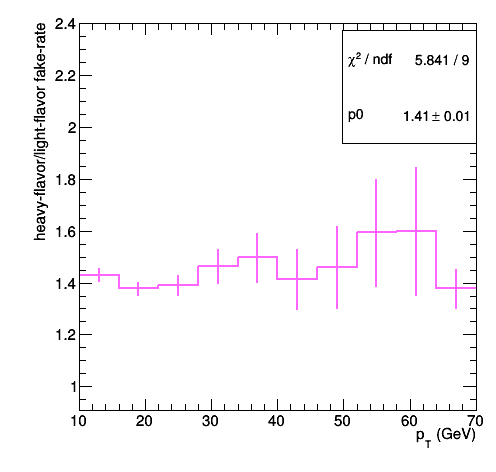 heavy-flavor/light-flavor fake-rate
2.4
2.2
2
1.8
1.6
1.4
1.2
1
χ² / ndf 5.841 / 9
p0 1.41 ± 0.01
10 20 30 40 50 60 70
p_T (GeV)